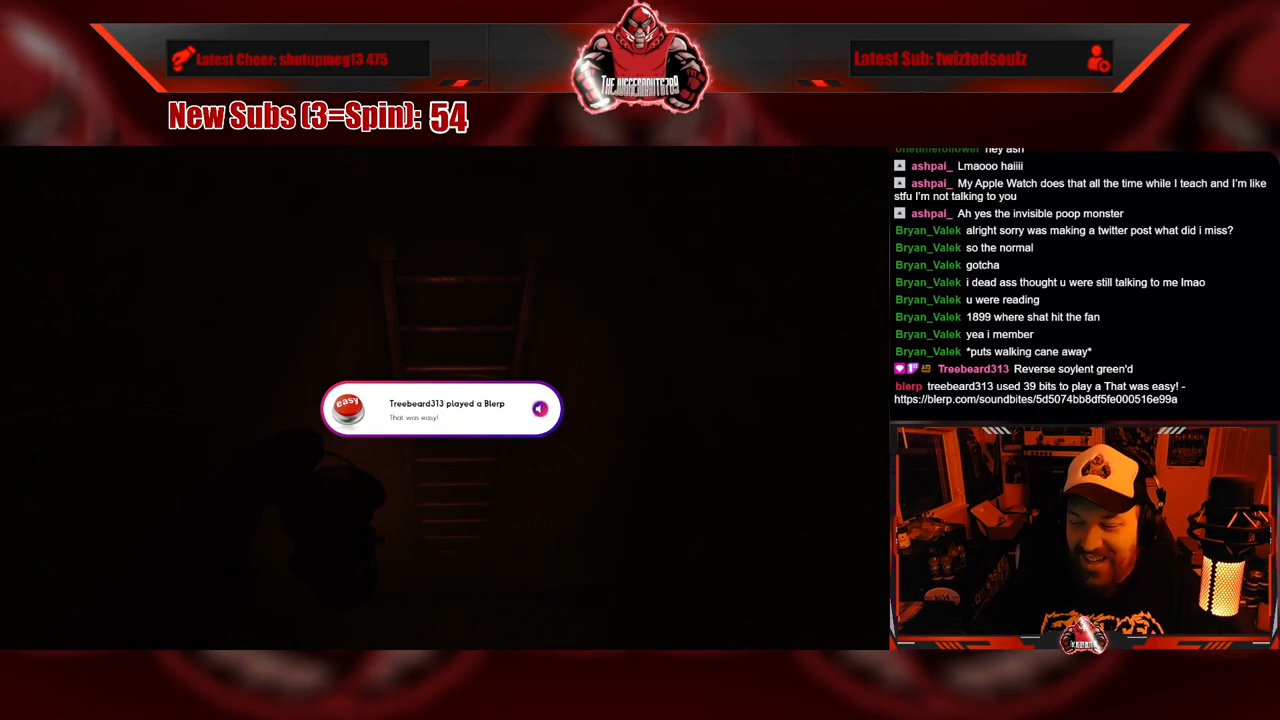 Latest Cheer: shutupmeg13 475
THEJUGGERNAUT6789
Latest Sub: twiztedsoulz
New Subs (3=Spin): 54
onetimefollower hey ash
ashpai_ Lmaooo haiiii
ashpai_ My Apple Watch does that all the time while I teach and I'm like
stfu I'm not talking to you
ashpai_ Ah yes the invisible poop monster
Bryan_Valek alright sorry was making a twitter post what did i miss?
Bryan_Valek so the normal
Bryan_Valek gotcha
Bryan_Valek i dead ass thought u were still talking to me lmao
Bryan_Valek u were reading
Bryan_Valek 1899 where shat hit the fan
Bryan_Valek yea i member
Bryan_Valek *puts walking cane away*
Treebeard313 Reverse soylent green'd
blerp treebeard313 used 39 bits to play a That was easy! -
https://blerp.com/soundbites/5d5074bb8df5fe000516e99a
easy
Treebeard313 played a Blerp
That was easy!